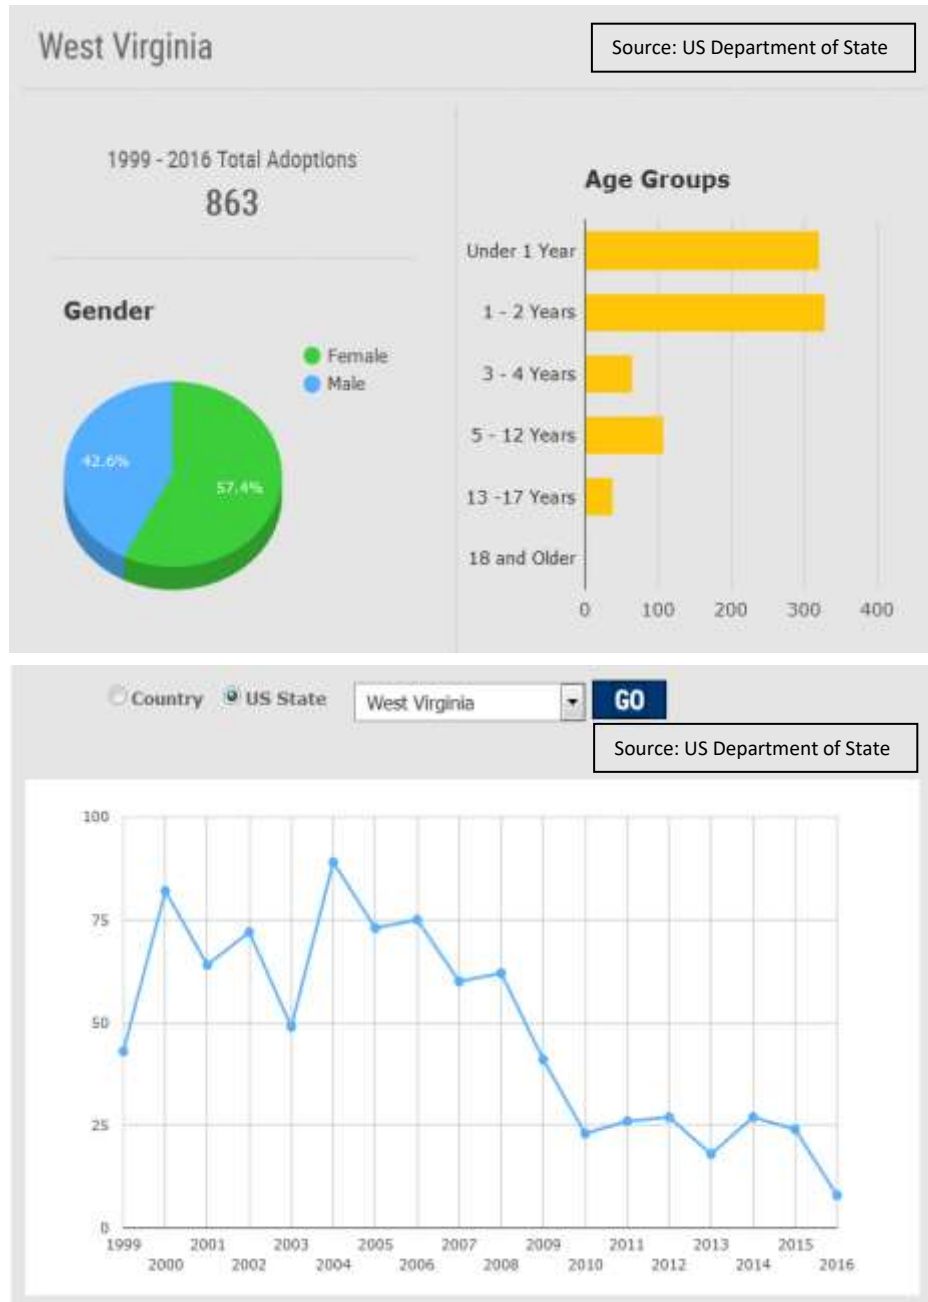 West Virginia
Source: US Department of State
1999 - 2016 Total Adoptions
863
Gender
Female
Male
42.6%
57.4%
Age Groups
Under 1 Year
1 - 2 Years
3 - 4 Years
5 - 12 Years
13 -17 Years
18 and Older
0 100 200 300 400
Country US State West Virginia GO
Source: US Department of State
100
75
50
25
0
1999 2001 2003 2005 2007 2009 2011 2013 2015
2000 2002 2004 2006 2008 2010 2012 2014 2016